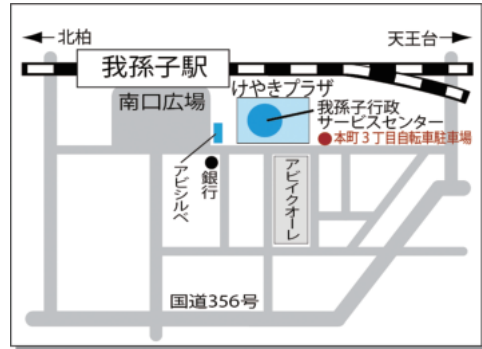 北柏
天王台
我孫子駅
けやきプラザ
南口広場
我孫子行政
サービスセンター
本町3丁目自転車駐車場
アビシルベ
銀行
アビイクオーレ
国道356号